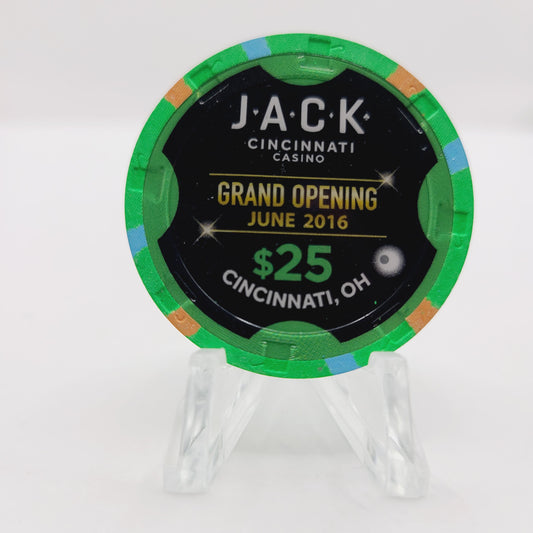 J·A·C·K
CINCINNATI
CASINO
GRAND OPENING
JUNE 2016
$25
CINCINNATI, OH